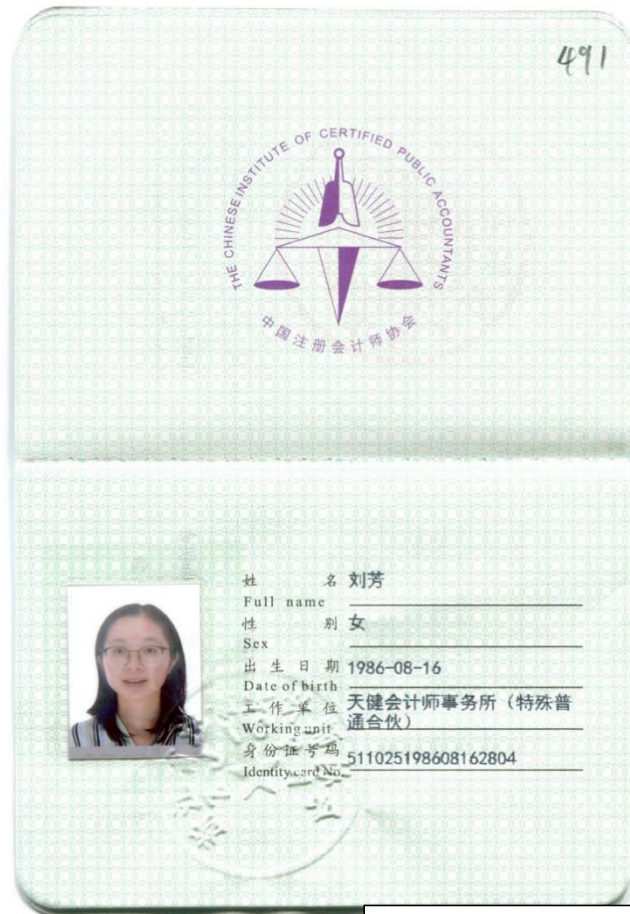 491
THE CHINESE INSTITUTE OF CERTIFIED PUBLIC ACCOUNTANTS
中国注册会计师协会
姓 名 刘芳
Full name
性 别 女
Sex
出生日期 1986-08-16
Date of birth
工作单位 天健会计师事务所（特殊普
Working unit 通合伙）
身份证号码 511025198608162804
Identity card No.